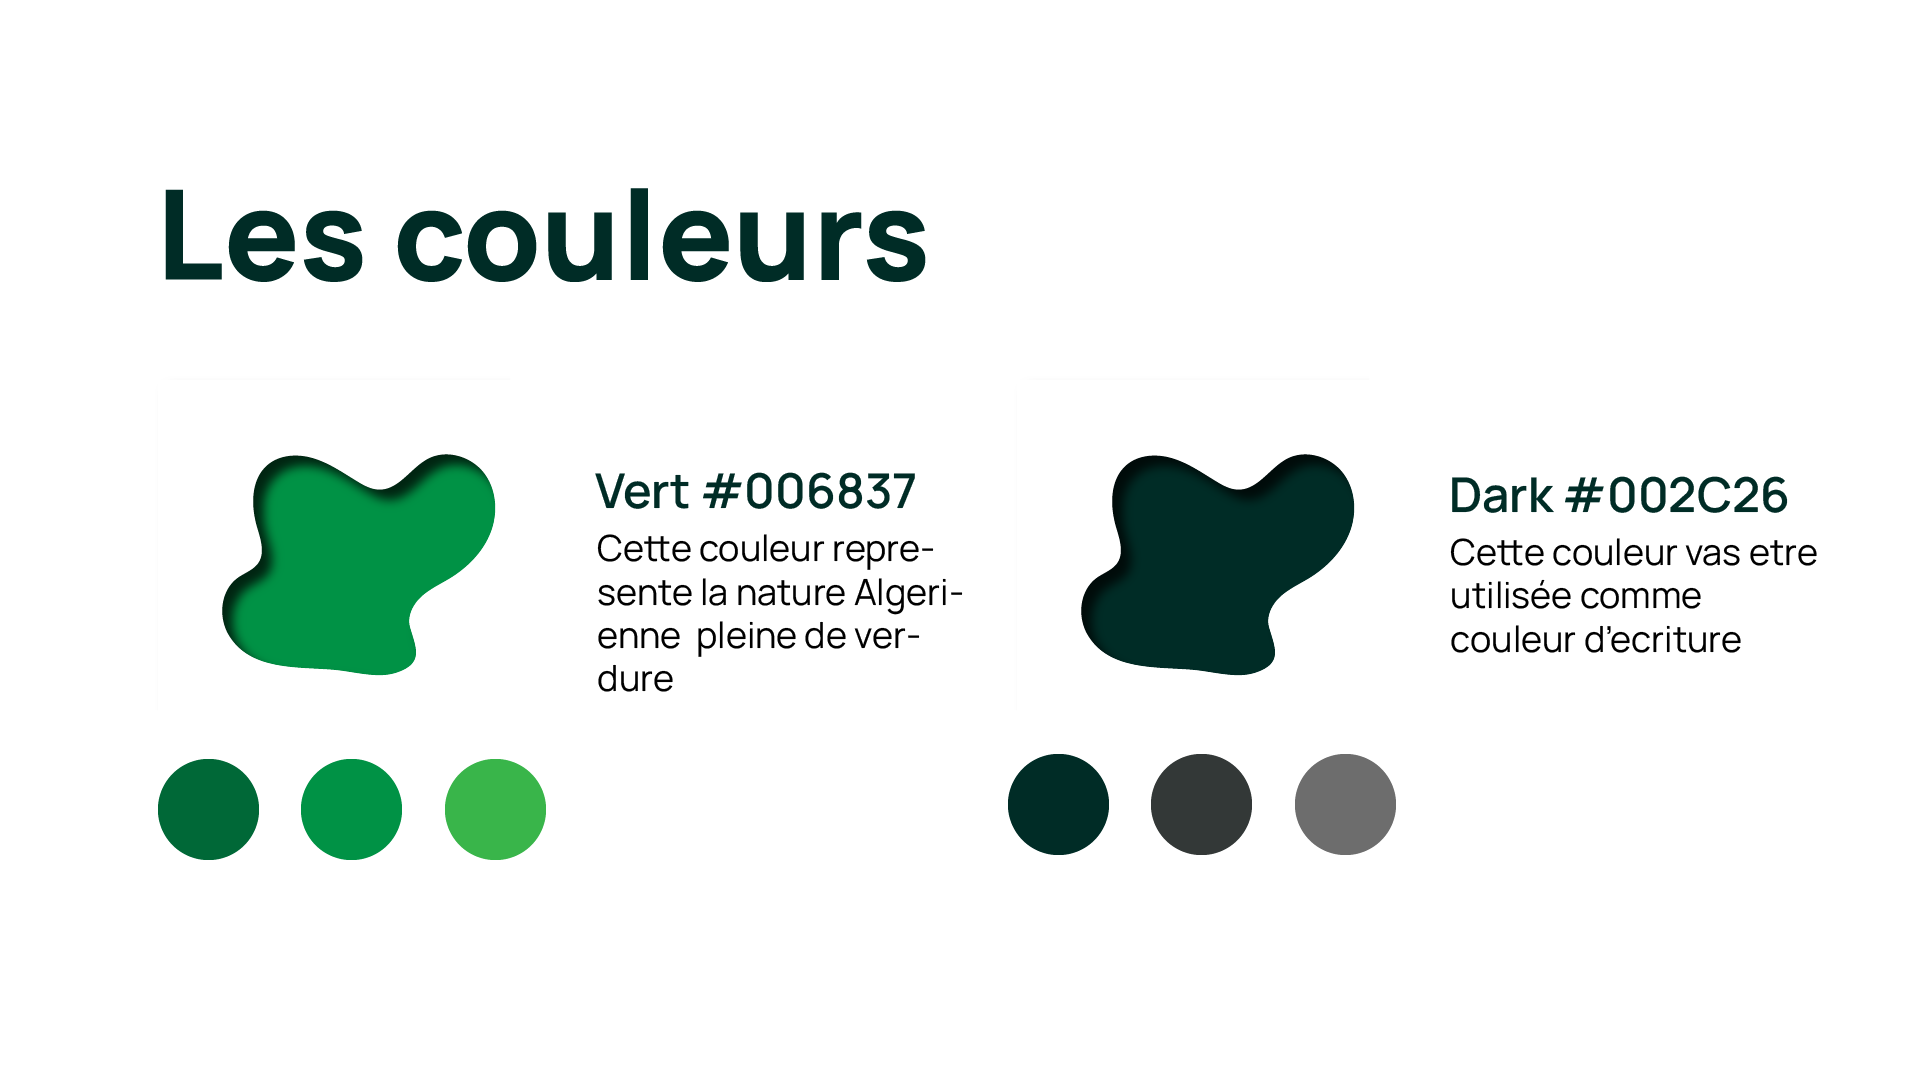 Les couleurs
Vert #006837
Cette couleur repre-
sente la nature Algeri-
enne  pleine de ver-
dure
Dark #002C26
Cette couleur vas etre
utilisée comme
couleur d’ecriture